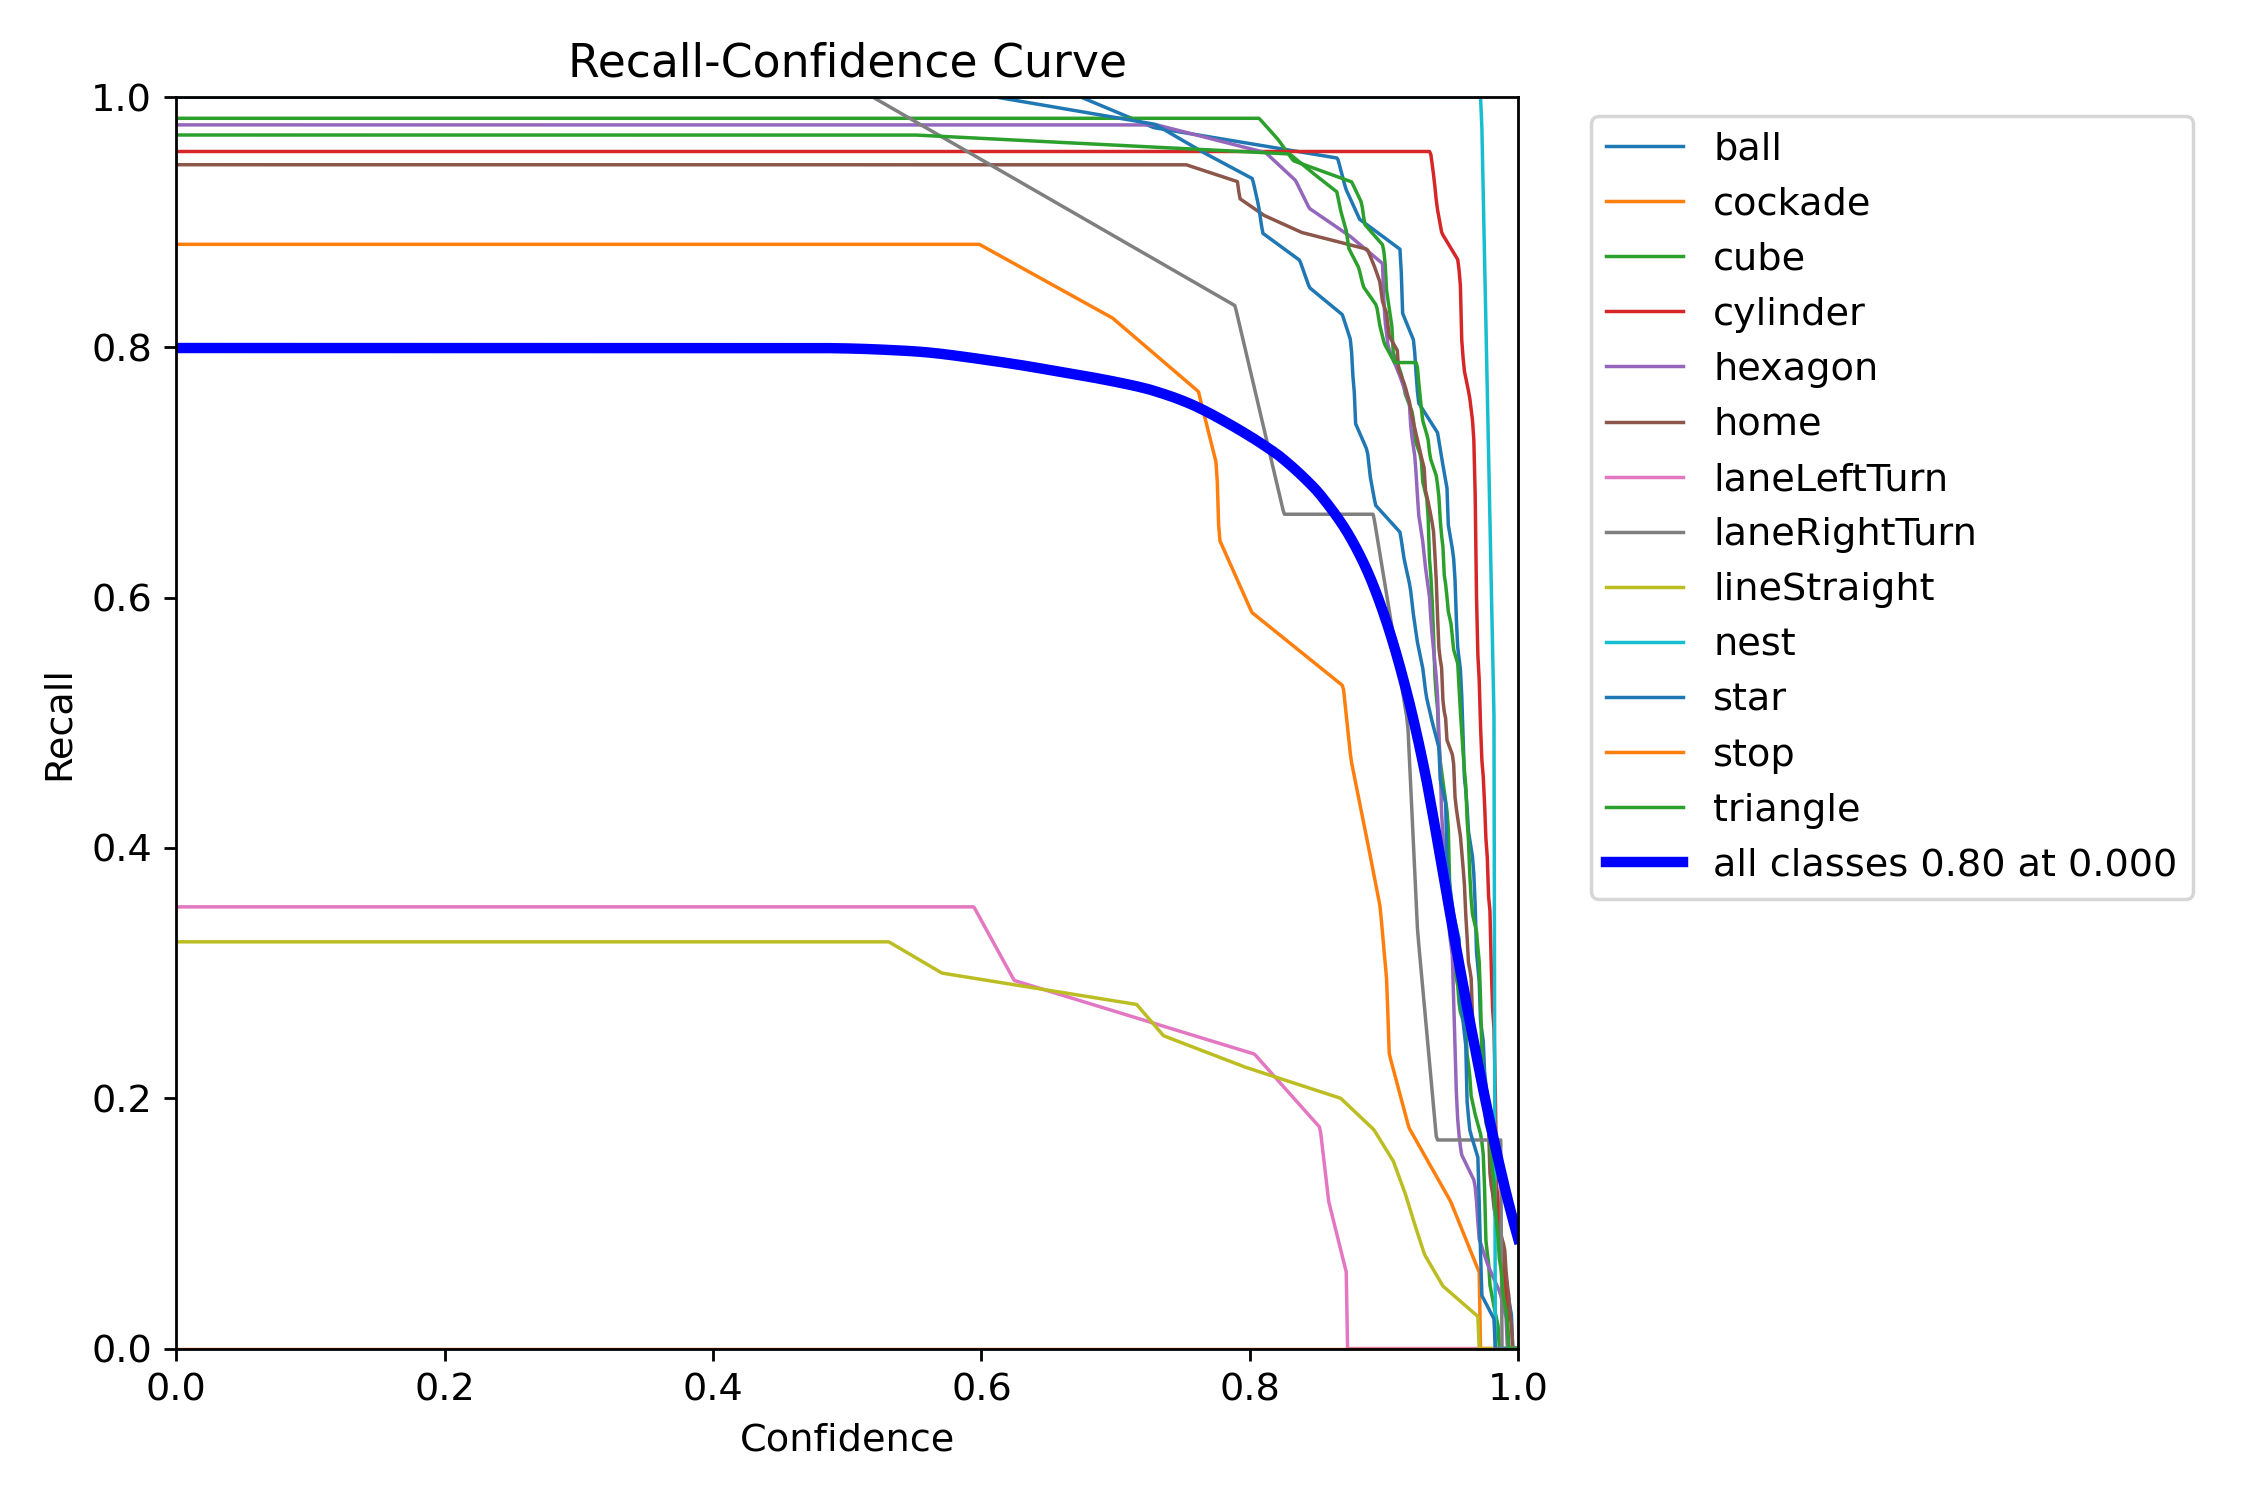 Recall-Confidence Curve
1.0
0.8
0.6
0.4
0.2
0.0
Recall
0.0 0.2 0.4 0.6 0.8 1.0
Confidence
ball
cockade
cube
cylinder
hexagon
home
laneLeftTurn
laneRightTurn
lineStraight
nest
star
stop
triangle
all classes 0.80 at 0.000